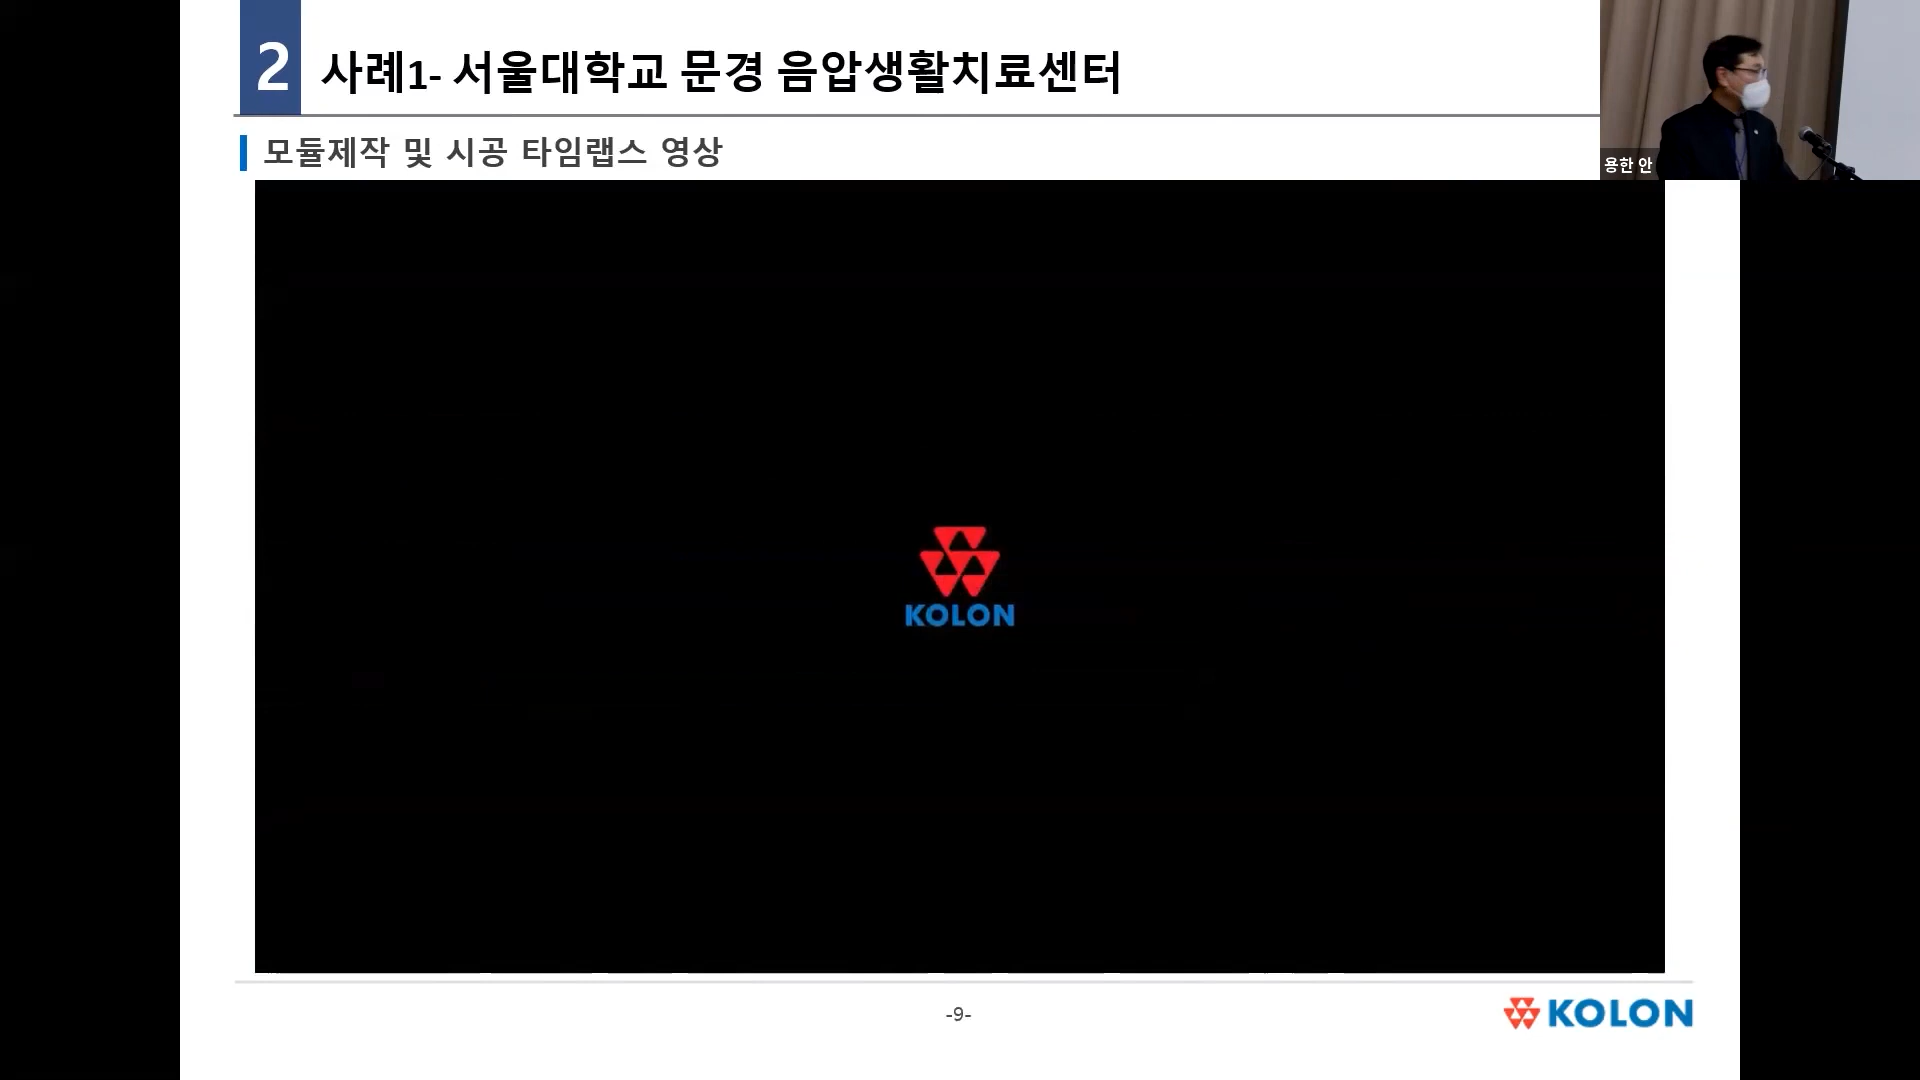 2
사례1- 서울대학교 문경 음압생활치료센터
용한 안
모듈제작 및 시공 타임랩스 영상
KOLON
-9-
KOLON